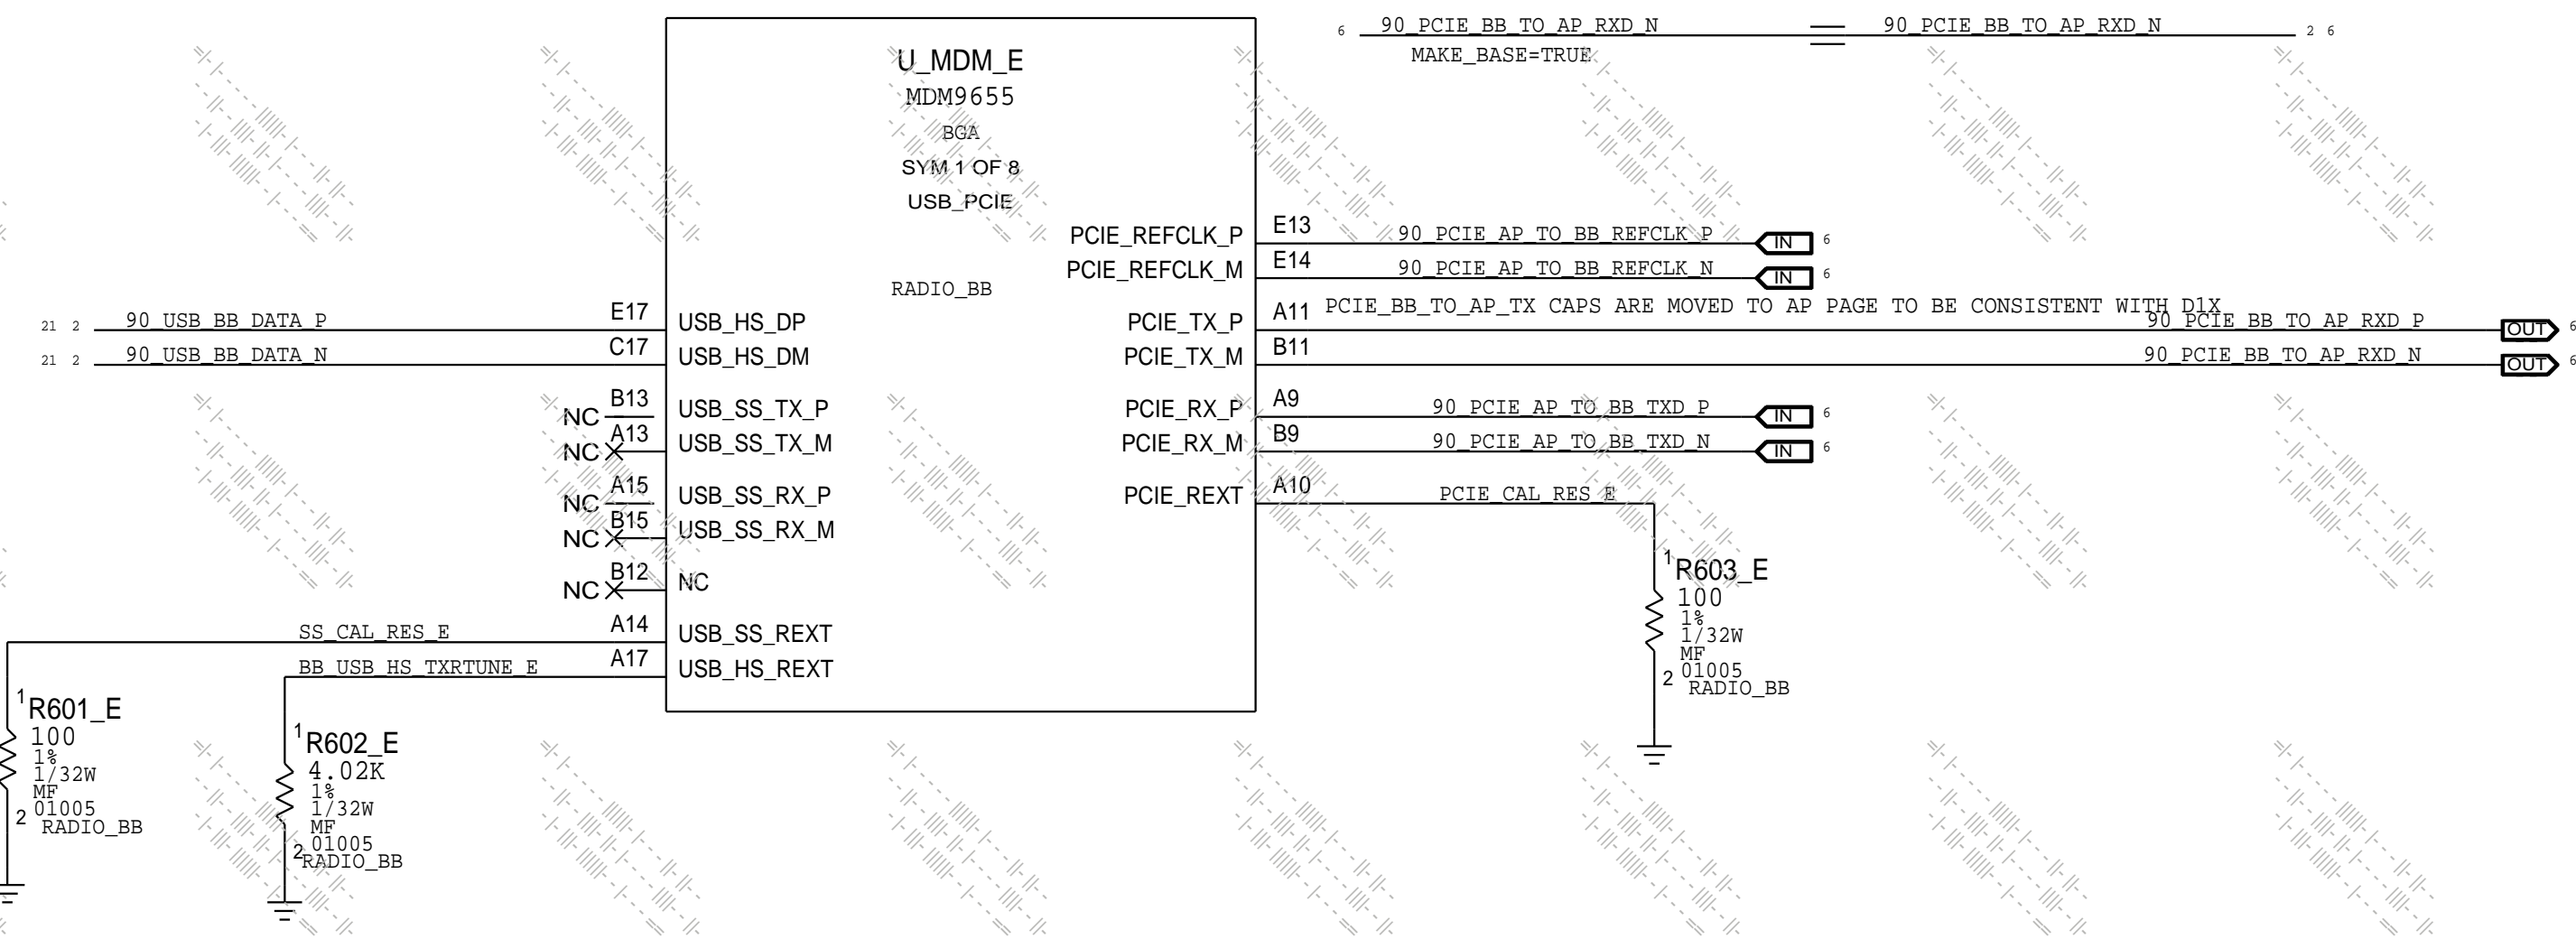 6 90_PCIE_BB_TO_AP_RXD_N 90_PCIE_BB_TO_AP_RXD_N 2 6
MAKE_BASE=TRUE
U_MDM_E
MDM9655
BGA
SYM 1 OF 8
USB_PCIE
RADIO_BB
21 2 90_USB_BB_DATA_P E17 USB_HS_DP
21 2 90_USB_BB_DATA_N C17 USB_HS_DM
NC B13 USB_SS_TX_P
NC A13 USB_SS_TX_M
NC A15 USB_SS_RX_P
NC B15 USB_SS_RX_M
NC B12 NC
SS_CAL_RES_E A14 USB_SS_REXT
BB_USB_HS_TXRTUNE_E A17 USB_HS_REXT
PCIE_REFCLK_P E13 90_PCIE_AP_TO_BB_REFCLK_P IN 6
PCIE_REFCLK_M E14 90_PCIE_AP_TO_BB_REFCLK_N IN 6
PCIE_BB_TO_AP_TX CAPS ARE MOVED TO AP PAGE TO BE CONSISTENT WITH D1X
PCIE_TX_P A11 90_PCIE_BB_TO_AP_RXD_P OUT 6
PCIE_TX_M B11 90_PCIE_BB_TO_AP_RXD_N OUT 6
PCIE_RX_P A9 90_PCIE_AP_TO_BB_TXD_P IN 6
PCIE_RX_M B9 90_PCIE_AP_TO_BB_TXD_N IN 6
PCIE_REXT A10 PCIE_CAL_RES_E
1
R603_E
100
1%
1/32W
MF
01005
2 RADIO_BB
1
R601_E
100
1%
1/32W
MF
01005
2 RADIO_BB
1
R602_E
4.02K
1%
1/32W
MF
01005
2 RADIO_BB